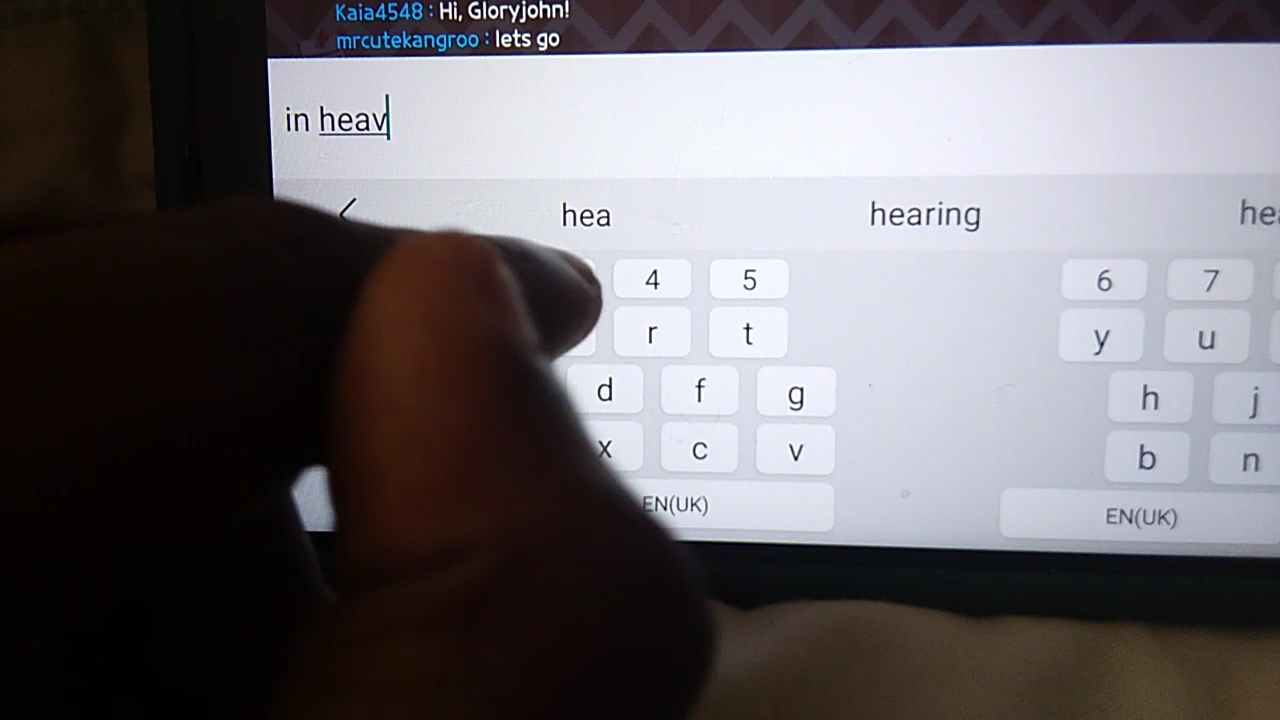 Kaia4548 : Hi, Gloryjohn!
mrcutekangroo : lets go
in heav
hea hearing
4 5 6 7
r t y u
d f g h j
x c v b n
EN(UK) EN(UK)